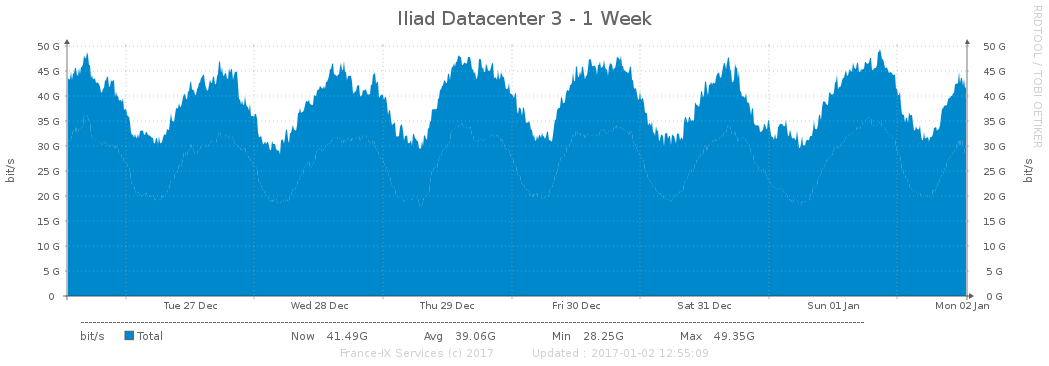 Iliad Datacenter 3 - 1 Week
RRDTOOL / TOBI OETIKER
50 G 50 G
45 G 45 G
40 G 40 G
35 G 35 G
30 G 30 G
25 G 25 G
20 G 20 G
15 G 15 G
10 G 10 G
5 G 5 G
0 0 G
bit/s bit/s
Tue 27 Dec Wed 28 Dec Thu 29 Dec Fri 30 Dec Sat 31 Dec Sun 01 Jan Mon 02 Jan
bit/s Total Now 41.49G Avg 39.06G Min 28.25G Max 49.35G
France-IX Services (c) 2017 Updated : 2017-01-02 12:55:09